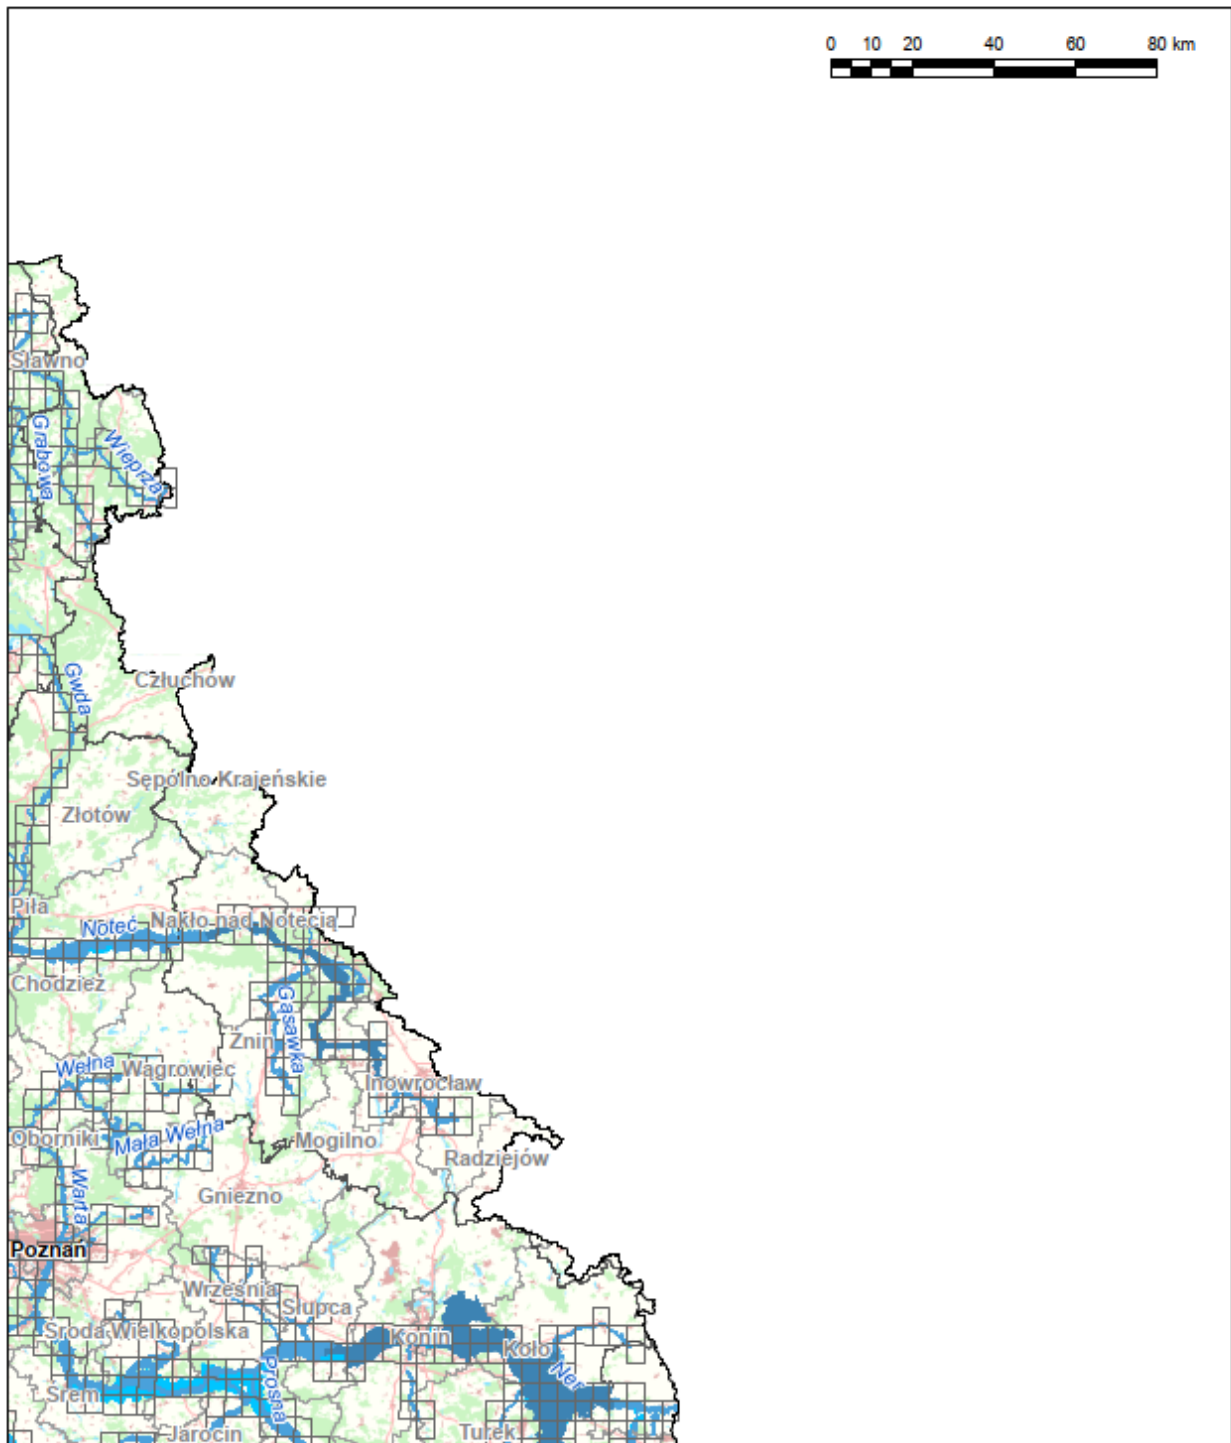 0 10 20 40 60 80 km
Sławno
Grabowa
Wieprza
Gwda
Człuchów
Sępólno Krajeńskie
Złotów
Piła
Noteć
Nakło nad Notecią
Chodzież
Gąsawka
Żnin
Wełna
Wągrowiec
Inowrocław
Oborniki
Mała Wełna
Mogilno
Radziejów
Warta
Gniezno
Poznań
Września
Słupca
Środa Wielkopolska
Konin
Koło
Ner
Śrem
Prosna
Jarocin
Turek